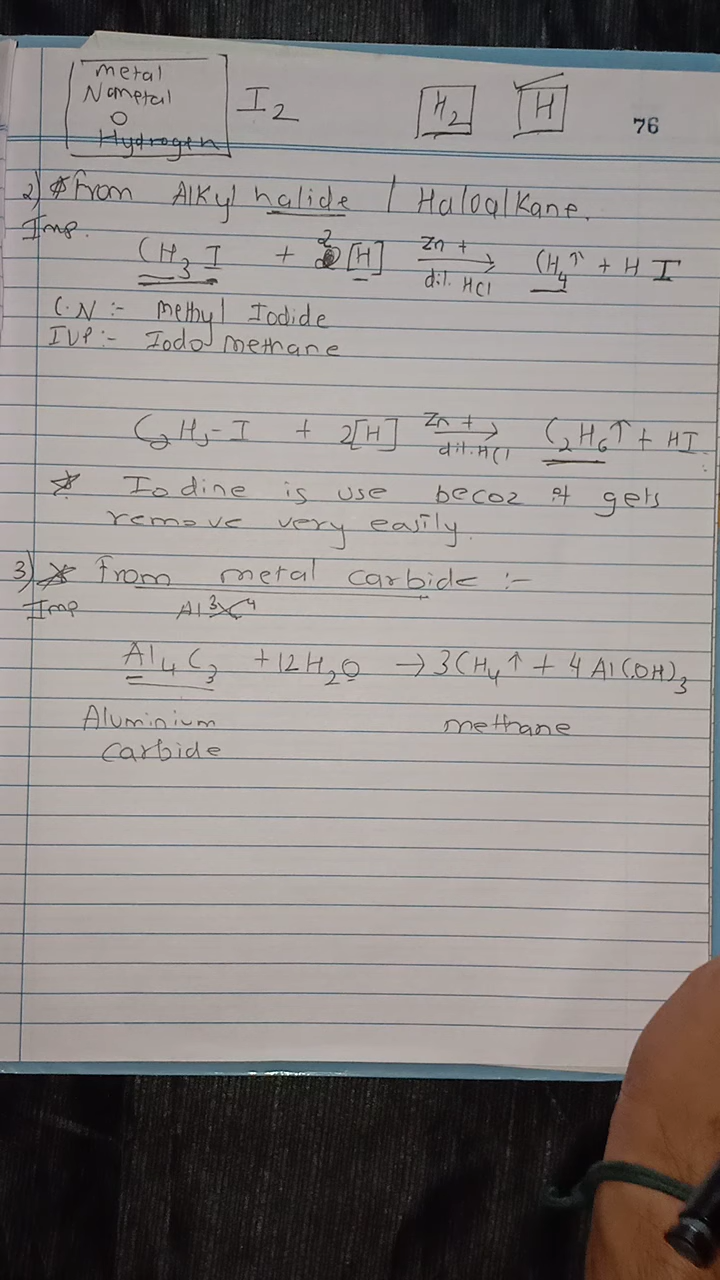 metal
Nometal
O
Hydrogen
I2
H2
H
76
2) From Alkyl halide / Haloalkane.
Imp.
CH3 I + 2[H] Zn + dil. HCl → CH4↑ + HI
C.N :- Methyl Iodide
IUP :- Iodo methane
C2H5-I + 2[H] Zn + dil. HCl → C2H6↑ + HI
* Iodine is use becoz it gets
remove very easily.
3) * From metal carbide :-
Imp
Al3 C4
Al4C3 + 12H2O → 3CH4↑ + 4Al(OH)3
Aluminium methane
carbide